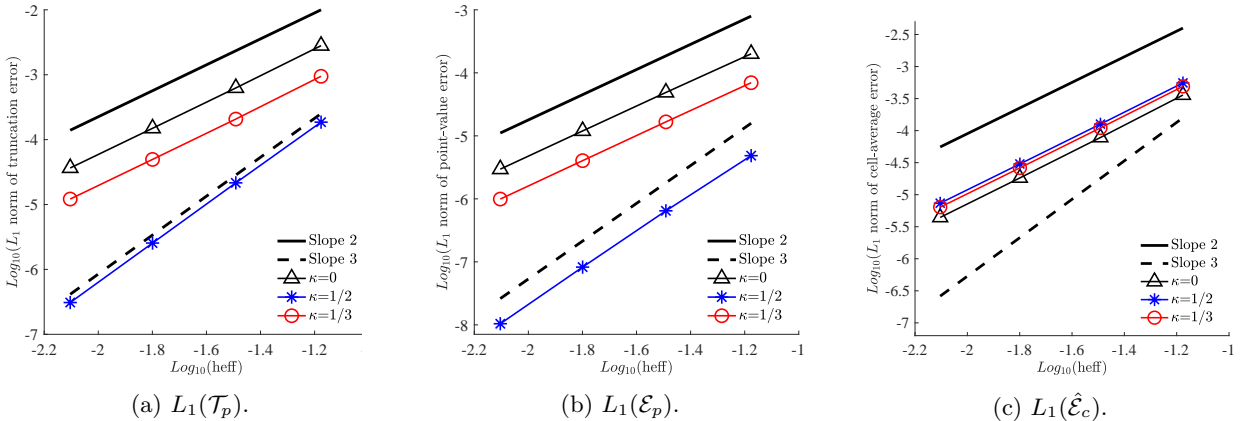 -2
-3
-4
-5
-6
-7
Log₁₀(L₁ norm of truncation error)
Slope 2
Slope 3
κ=0
κ=1/2
κ=1/3
-2.2 -2 -1.8 -1.6 -1.4 -1.2 -1
Log₁₀(heff)
(a) L₁(𝒯ₚ).
-3
-4
-5
-6
-7
-8
Log₁₀(L₁ norm of point-value error)
Slope 2
Slope 3
κ=0
κ=1/2
κ=1/3
-2.2 -2 -1.8 -1.6 -1.4 -1.2 -1
Log₁₀(heff)
(b) L₁(ℰₚ).
-2
-2.5
-3
-3.5
-4
-4.5
-5
-5.5
-6
-6.5
-7
Log₁₀(L₁ norm of cell-average error)
Slope 2
Slope 3
κ=0
κ=1/2
κ=1/3
-2.2 -2 -1.8 -1.6 -1.4 -1.2 -1
Log₁₀(heff)
(c) L₁(ℰ̂_c).